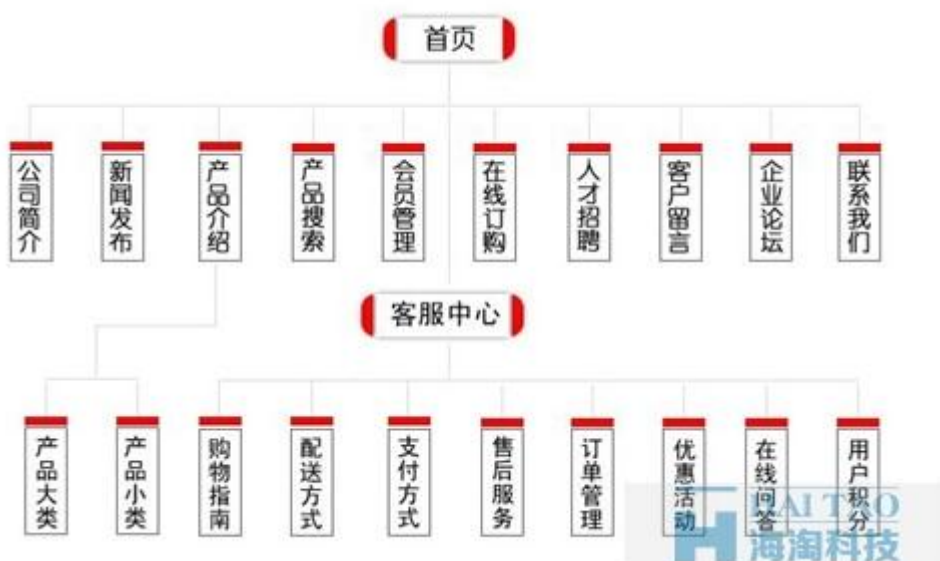 首页
公司简介
新闻发布
产品介绍
产品搜索
会员管理
在线订购
人才招聘
客户留言
企业论坛
联系我们
客服中心
产品大类
产品小类
购物指南
配送方式
支付方式
售后服务
订单管理
优惠活动
在线问答
用户积分
HAI TAO
海淘科技